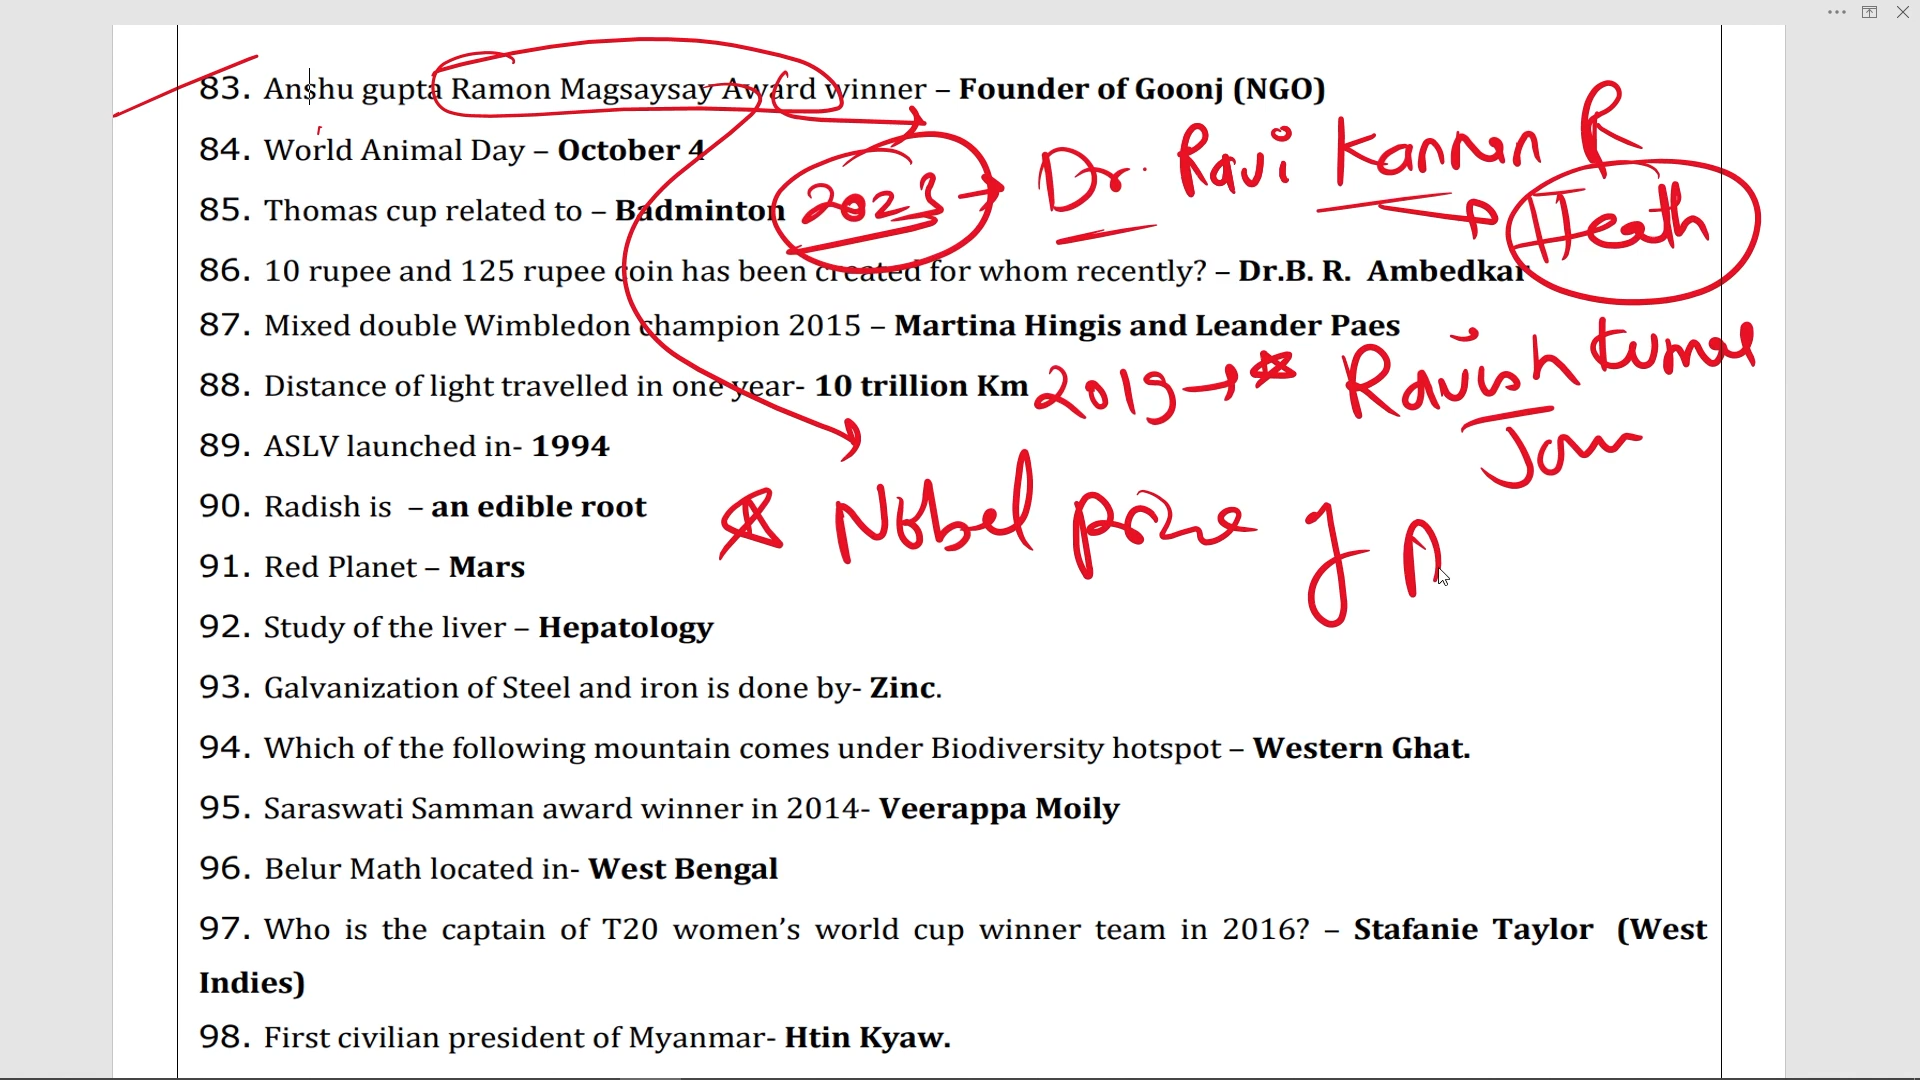 83. Anshu gupta Ramon Magsaysay Award winner – Founder of Goonj (NGO)
84. World Animal Day – October 4
2023 → Dr. Ravi Kannan R
85. Thomas cup related to – Badminton
Heath
86. 10 rupee and 125 rupee coin has been created for whom recently? – Dr.B. R. Ambedkar
87. Mixed double Wimbledon champion 2015 – Martina Hingis and Leander Paes
88. Distance of light travelled in one year- 10 trillion Km
2019 → Ravish Kumar
89. ASLV launched in- 1994
90. Radish is – an edible root
Nobel prize of A
91. Red Planet – Mars
92. Study of the liver – Hepatology
93. Galvanization of Steel and iron is done by- Zinc.
94. Which of the following mountain comes under Biodiversity hotspot – Western Ghat.
95. Saraswati Samman award winner in 2014- Veerappa Moily
96. Belur Math located in- West Bengal
97. Who is the captain of T20 women’s world cup winner team in 2016? – Stafanie Taylor (West
Indies)
98. First civilian president of Myanmar- Htin Kyaw.